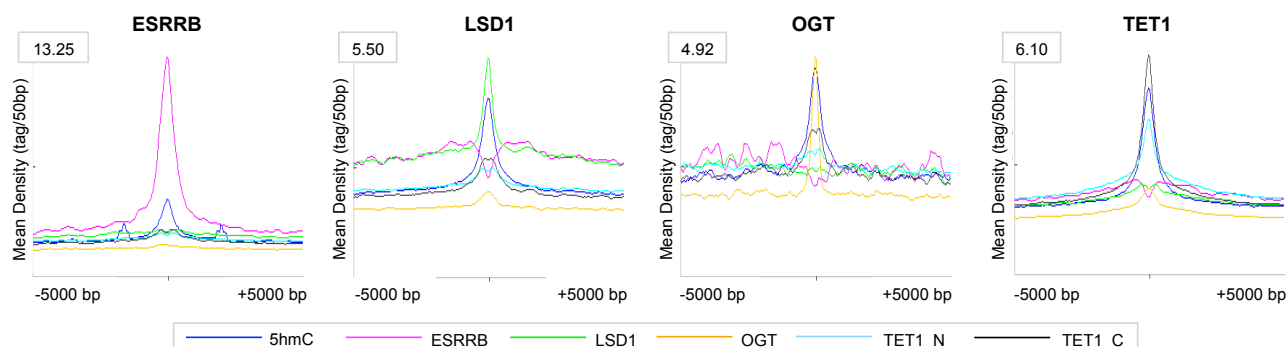 ESRRB LSD1 OGT TET1
13.25 5.50 4.92 6.10
Mean Density (tag/50bp) Mean Density (tag/50bp) Mean Density (tag/50bp) Mean Density (tag/50bp)
-5000 bp +5000 bp -5000 bp +5000 bp -5000 bp +5000 bp -5000 bp +5000 bp
5hmC ESRRB LSD1 OGT TET1 N TET1 C